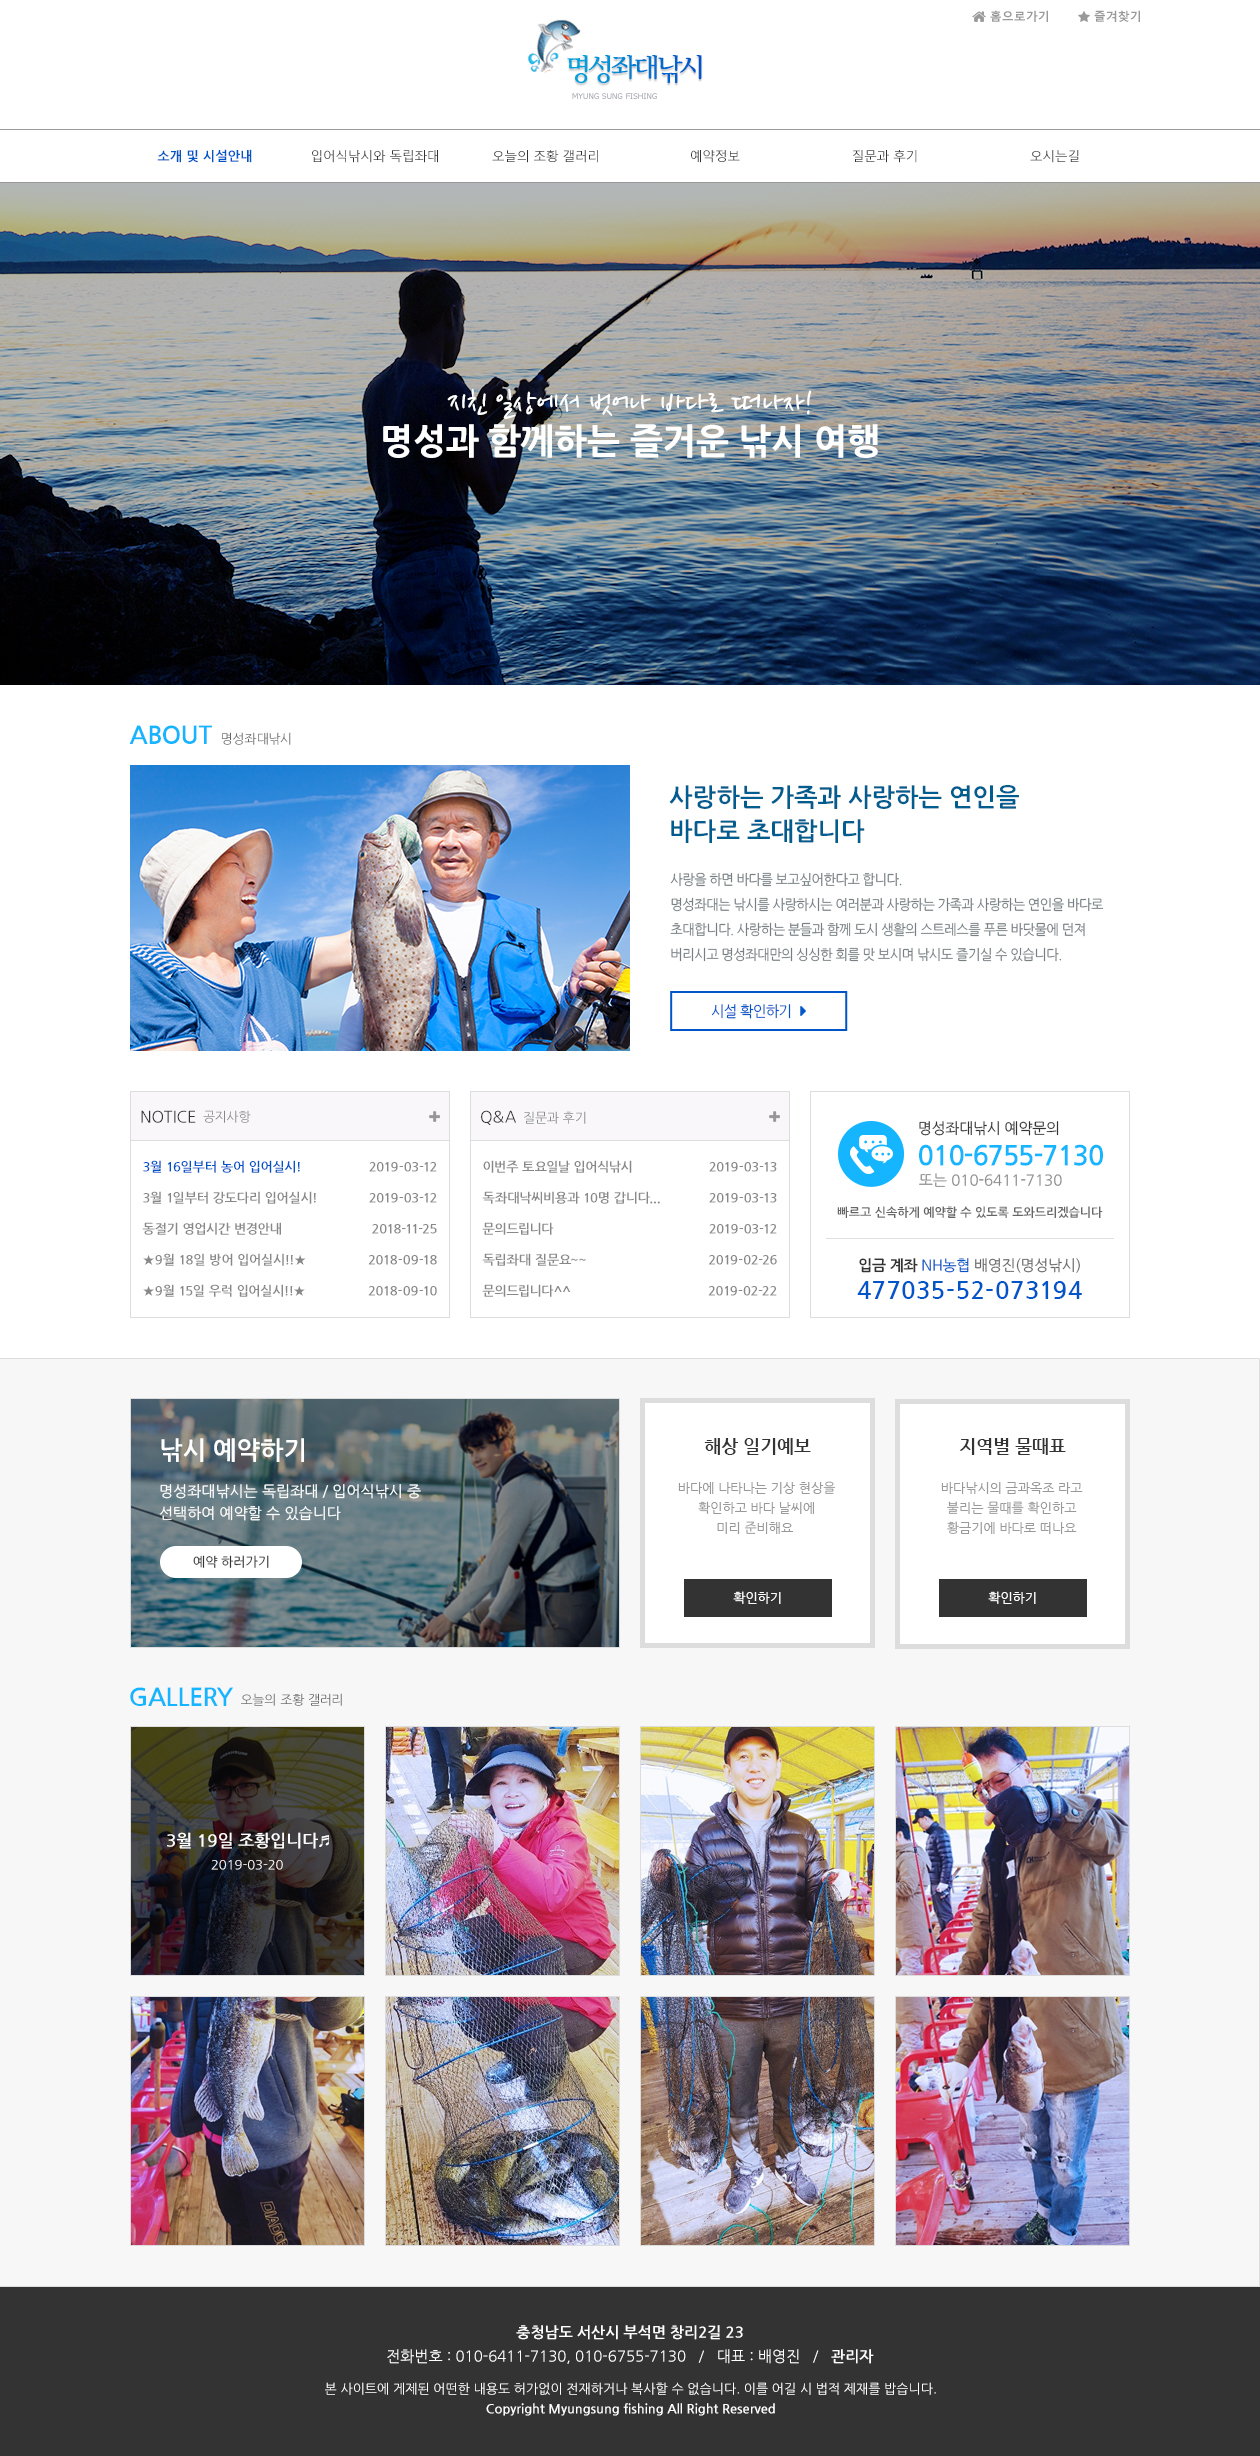 홈으로가기 즐겨찾기
명성좌대낚시
MYUNG SUNG FISHING
소개 및 시설안내 입어식낚시와 독립좌대 오늘의 조황 갤러리 예약정보 질문과 후기 오시는길
지친 일상에서 벗어나 바다로 떠나자!
명성과 함께하는 즐거운 낚시 여행
ABOUT 명성좌대낚시
사랑하는 가족과 사랑하는 연인을
바다로 초대합니다
사랑을 하면 바다를 보고싶어한다고 합니다.
명성좌대는 낚시를 사랑하시는 여러분과 사랑하는 가족과 사랑하는 연인을 바다로
초대합니다. 사랑하는 분들과 함께 도시 생활의 스트레스를 푸른 바닷물에 던져
버리시고 명성좌대만의 싱싱한 회를 맛 보시며 낚시도 즐기실 수 있습니다.
시설 확인하기
NOTICE 공지사항
3월 16일부터 농어 입어실시! 2019-03-12
3월 1일부터 강도다리 입어실시! 2019-03-12
동절기 영업시간 변경안내 2018-11-25
★9월 18일 방어 입어실시!!★ 2018-09-18
★9월 15일 우럭 입어실시!!★ 2018-09-10
Q&A 질문과 후기
이번주 토요일날 입어식낚시 2019-03-13
독좌대낙씨비용과 10명 갑니다... 2019-03-13
문의드립니다 2019-03-12
독립좌대 질문요~~ 2019-02-26
문의드립니다^^ 2019-02-22
명성좌대낚시 예약문의
010-6755-7130
또는 010-6411-7130
빠르고 신속하게 예약할 수 있도록 도와드리겠습니다
입금 계좌 NH농협 배영진(명성낚시)
477035-52-073194
낚시 예약하기
명성좌대낚시는 독립좌대 / 입어식낚시 중
선택하여 예약할 수 있습니다
예약 하러가기
해상 일기예보
바다에 나타나는 기상 현상을
확인하고 바다 날씨에
미리 준비해요
확인하기
지역별 물때표
바다낚시의 금과옥조 라고
불리는 물때를 확인하고
황금기에 바다로 떠나요
확인하기
GALLERY 오늘의 조황 갤러리
3월 19일 조황입니다♬
2019-03-20
충청남도 서산시 부석면 창리2길 23
전화번호 : 010-6411-7130, 010-6755-7130 / 대표 : 배영진 / 관리자
본 사이트에 게제된 어떤한 내용도 허가없이 전재하거나 복사할 수 없습니다. 이를 어길 시 법적 제재를 받습니다.
Copyright Myungsung fishing All Right Reserved